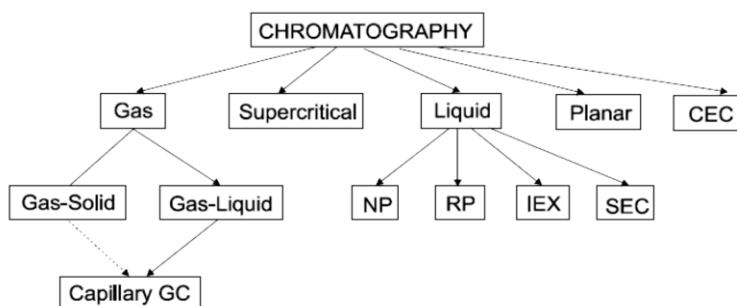 CHROMATOGRAPHY
Gas
Supercritical
Liquid
Planar
CEC
Gas-Solid
Gas-Liquid
NP
RP
IEX
SEC
Capillary GC